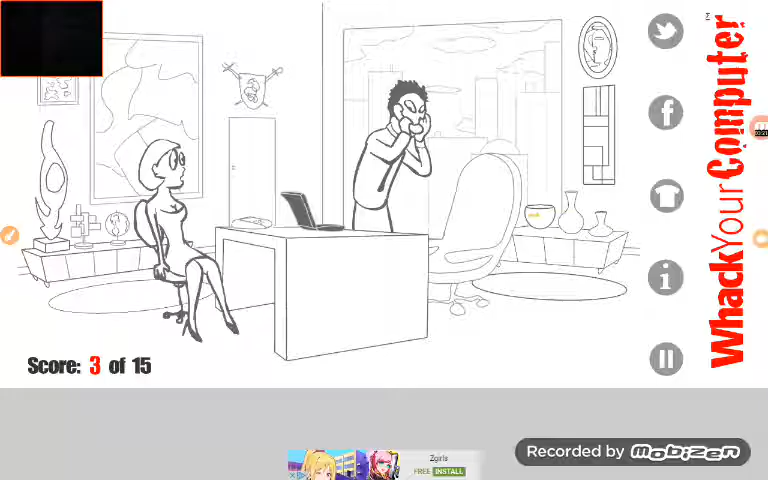 WhackYourComputer
Score: 3 of 15
Zgirls
FREE INSTALL
Recorded by MOBIZEN